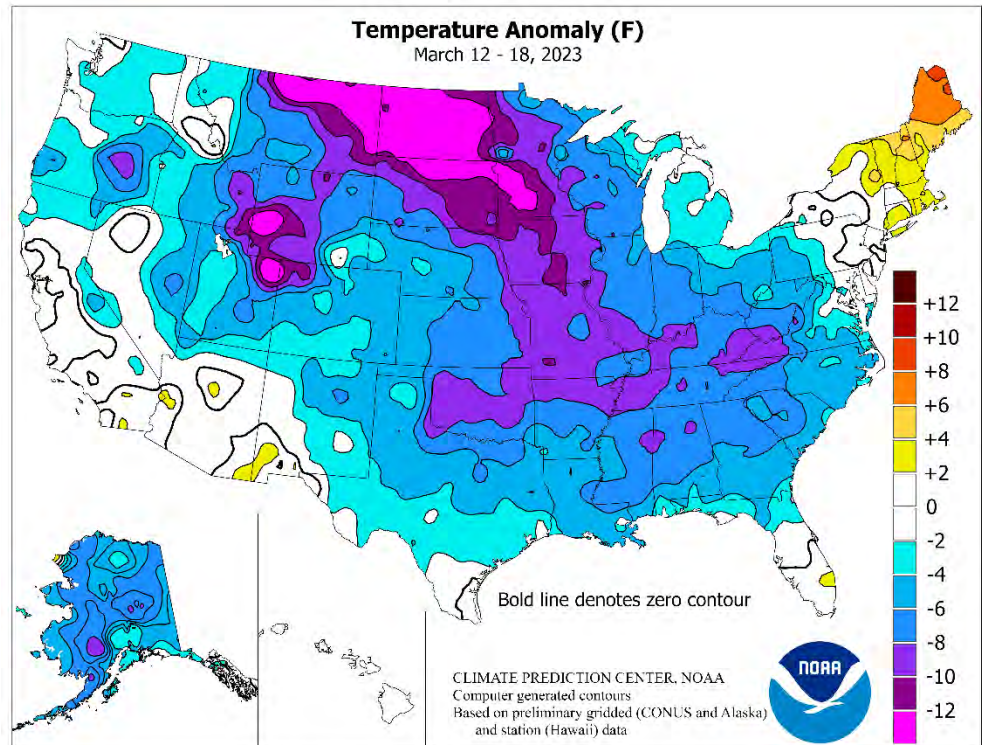 Temperature Anomaly (F)
March 12 - 18, 2023
+12
+10
+8
+6
+4
+2
0
-2
-4
-6
-8
-10
-12
Bold line denotes zero contour
CLIMATE PREDICTION CENTER, NOAA
Computer generated contours
Based on preliminary gridded (CONUS and Alaska)
and station (Hawaii) data
NOAA